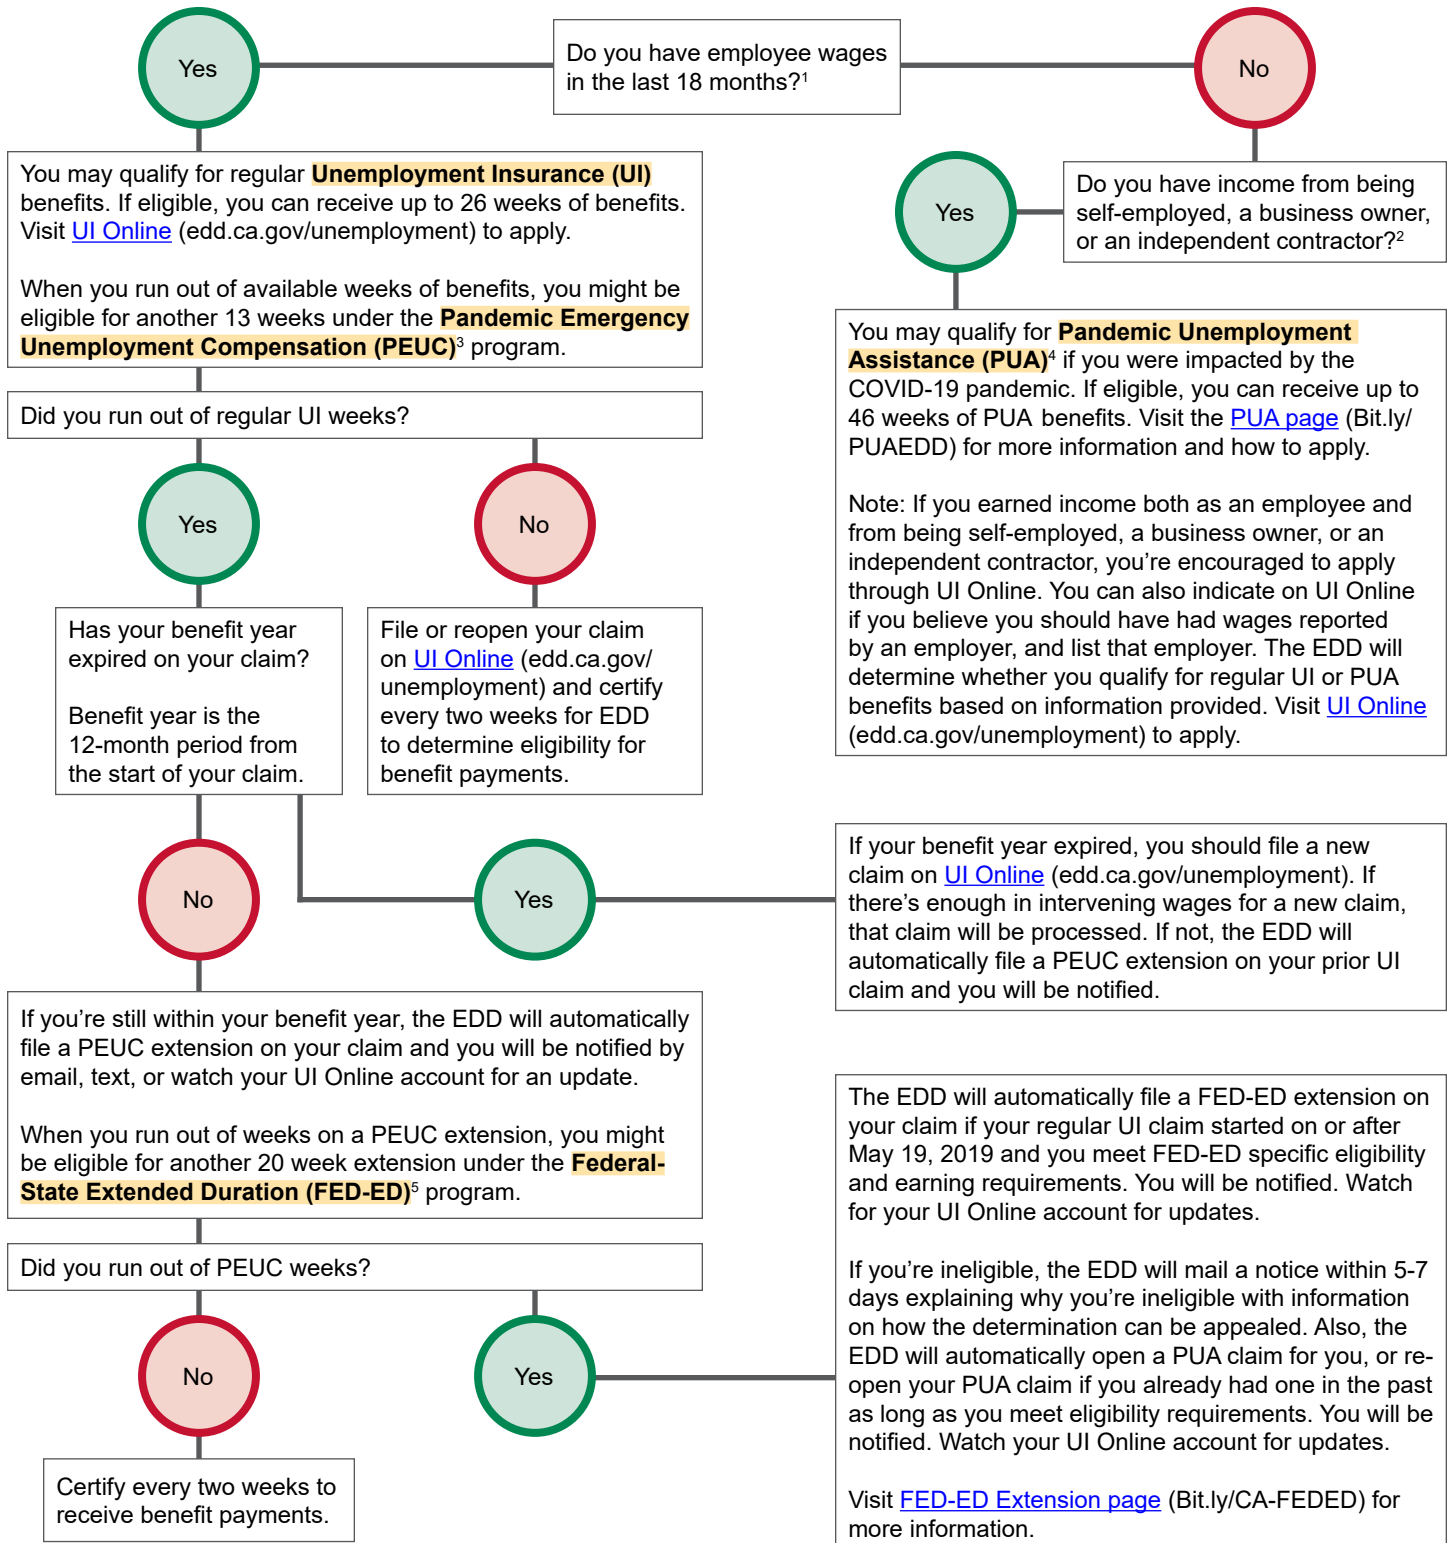 Do you have employee wages
in the last 18 months?¹
Yes
No
You may qualify for regular Unemployment Insurance (UI)
benefits. If eligible, you can receive up to 26 weeks of benefits.
Visit UI Online (edd.ca.gov/unemployment) to apply.
When you run out of available weeks of benefits, you might be
eligible for another 13 weeks under the Pandemic Emergency
Unemployment Compensation (PEUC)³ program.
Do you have income from being
self-employed, a business owner,
or an independent contractor?²
Yes
You may qualify for Pandemic Unemployment
Assistance (PUA)⁴ if you were impacted by the
COVID-19 pandemic. If eligible, you can receive up to
46 weeks of PUA benefits. Visit the PUA page (Bit.ly/
PUAEDD) for more information and how to apply.
Note: If you earned income both as an employee and
from being self-employed, a business owner, or an
independent contractor, you're encouraged to apply
through UI Online. You can also indicate on UI Online
if you believe you should have had wages reported
by an employer, and list that employer. The EDD will
determine whether you qualify for regular UI or PUA
benefits based on information provided. Visit UI Online
(edd.ca.gov/unemployment) to apply.
Did you run out of regular UI weeks?
Yes
No
Has your benefit year
expired on your claim?
Benefit year is the
12-month period from
the start of your claim.
File or reopen your claim
on UI Online (edd.ca.gov/
unemployment) and certify
every two weeks for EDD
to determine eligibility for
benefit payments.
No
Yes
If your benefit year expired, you should file a new
claim on UI Online (edd.ca.gov/unemployment). If
there's enough in intervening wages for a new claim,
that claim will be processed. If not, the EDD will
automatically file a PEUC extension on your prior UI
claim and you will be notified.
If you're still within your benefit year, the EDD will automatically
file a PEUC extension on your claim and you will be notified by
email, text, or watch your UI Online account for an update.
When you run out of weeks on a PEUC extension, you might
be eligible for another 20 week extension under the Federal-
State Extended Duration (FED-ED)⁵ program.
Did you run out of PEUC weeks?
No
Yes
Certify every two weeks to
receive benefit payments.
The EDD will automatically file a FED-ED extension on
your claim if your regular UI claim started on or after
May 19, 2019 and you meet FED-ED specific eligibility
and earning requirements. You will be notified. Watch
for your UI Online account for updates.
If you're ineligible, the EDD will mail a notice within 5-7
days explaining why you're ineligible with information
on how the determination can be appealed. Also, the
EDD will automatically open a PUA claim for you, or re-
open your PUA claim if you already had one in the past
as long as you meet eligibility requirements. You will be
notified. Watch your UI Online account for updates.
Visit FED-ED Extension page (Bit.ly/CA-FEDED) for
more information.